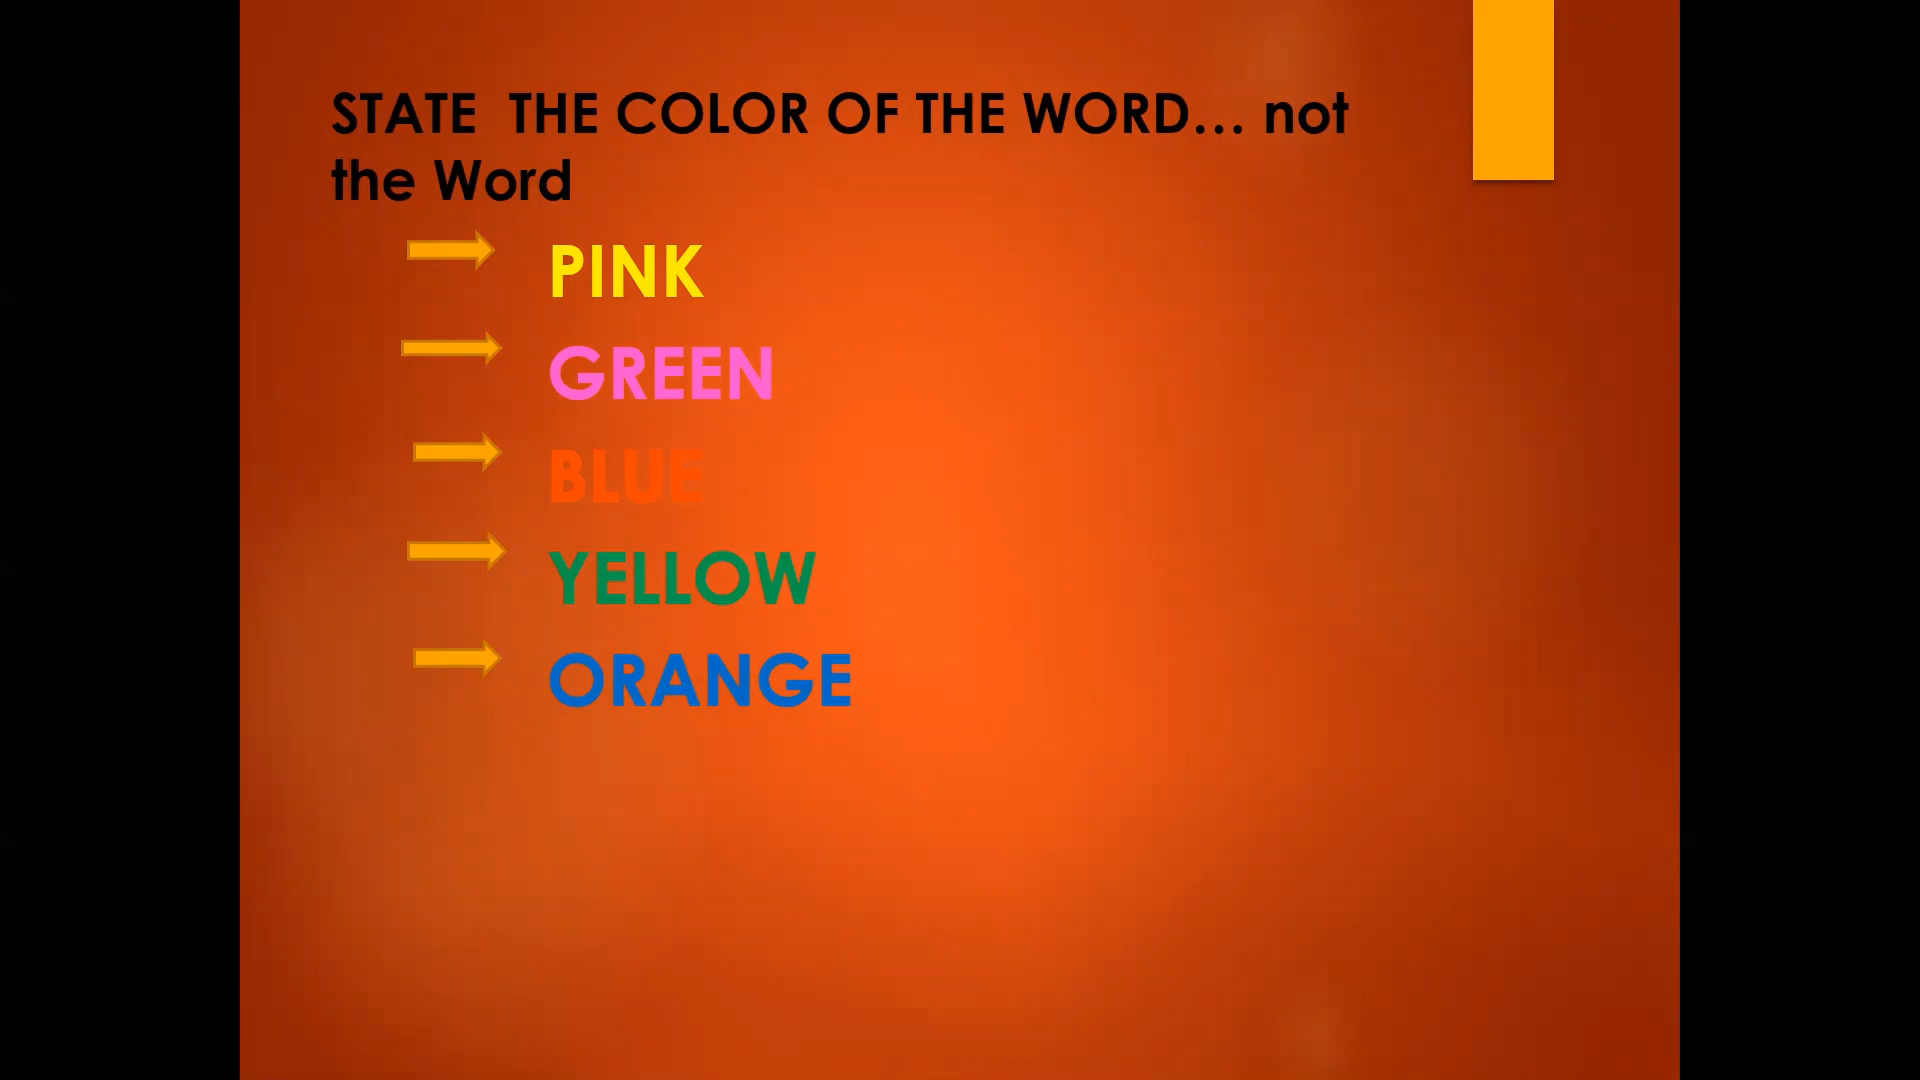 STATE THE COLOR OF THE WORD... not
the Word
PINK
GREEN
BLUE
YELLOW
ORANGE